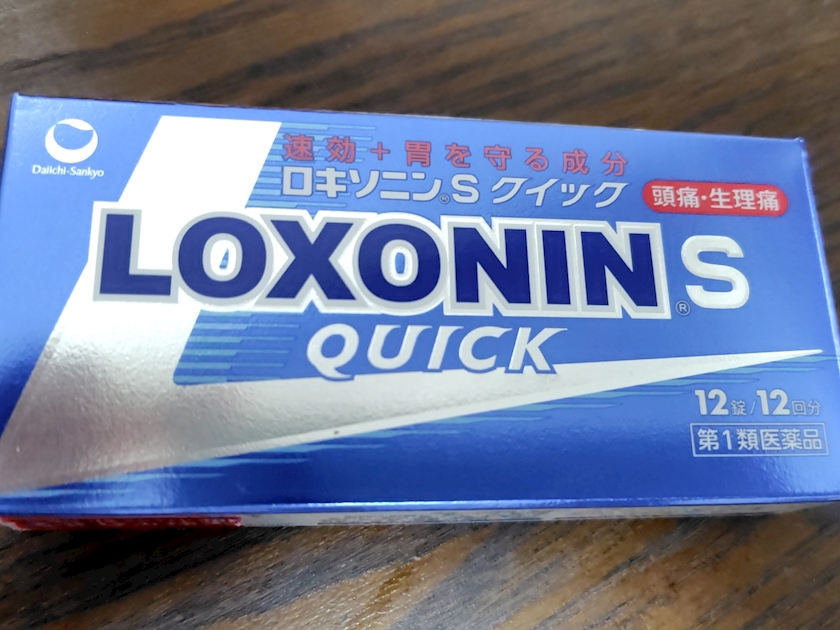 Daiichi-Sankyo
速効+胃を守る成分
ロキソニン®Sクイック
頭痛・生理痛
LOXONIN®S
QUICK
12錠/12回分
第1類医薬品